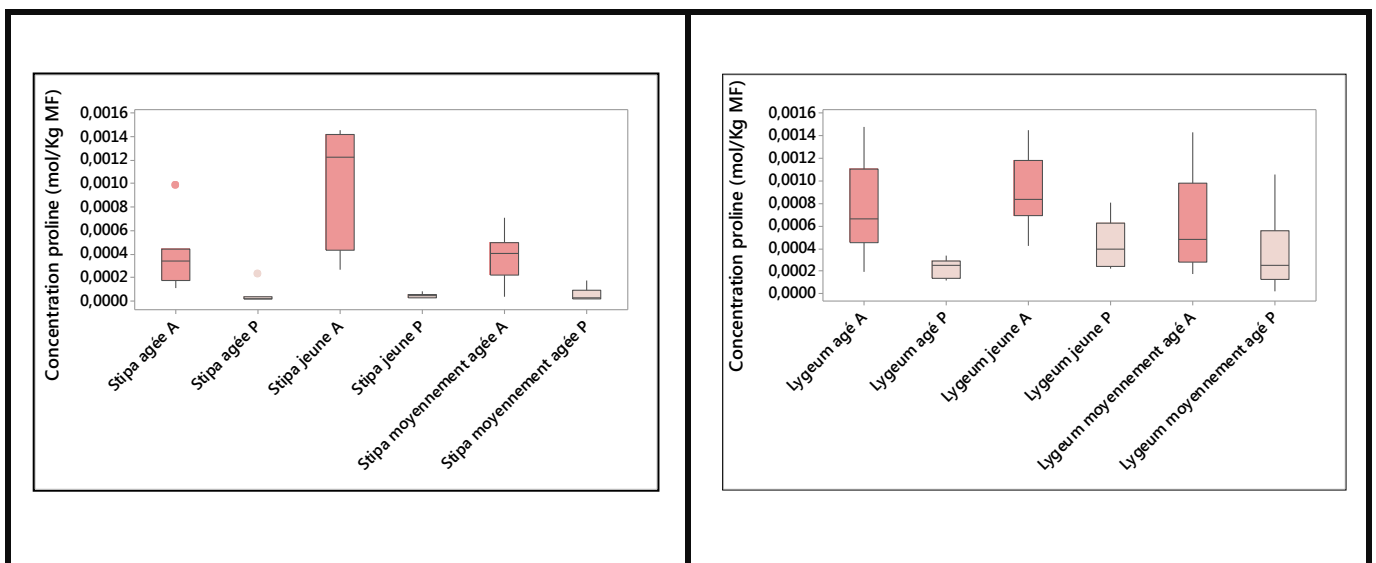 Concentration proline (mol/Kg MF)
0,0016
0,0014
0,0012
0,0010
0,0008
0,0006
0,0004
0,0002
0,0000
Stipa agée A
Stipa agée P
Stipa jeune A
Stipa jeune P
Stipa moyennement agée A
Stipa moyennement agée P
Concentration proline (mol/Kg MF)
0,0016
0,0014
0,0012
0,0010
0,0008
0,0006
0,0004
0,0002
0,0000
Lygeum agé A
Lygeum agé P
Lygeum jeune A
Lygeum jeune P
Lygeum moyennement agé A
Lygeum moyennement agé P